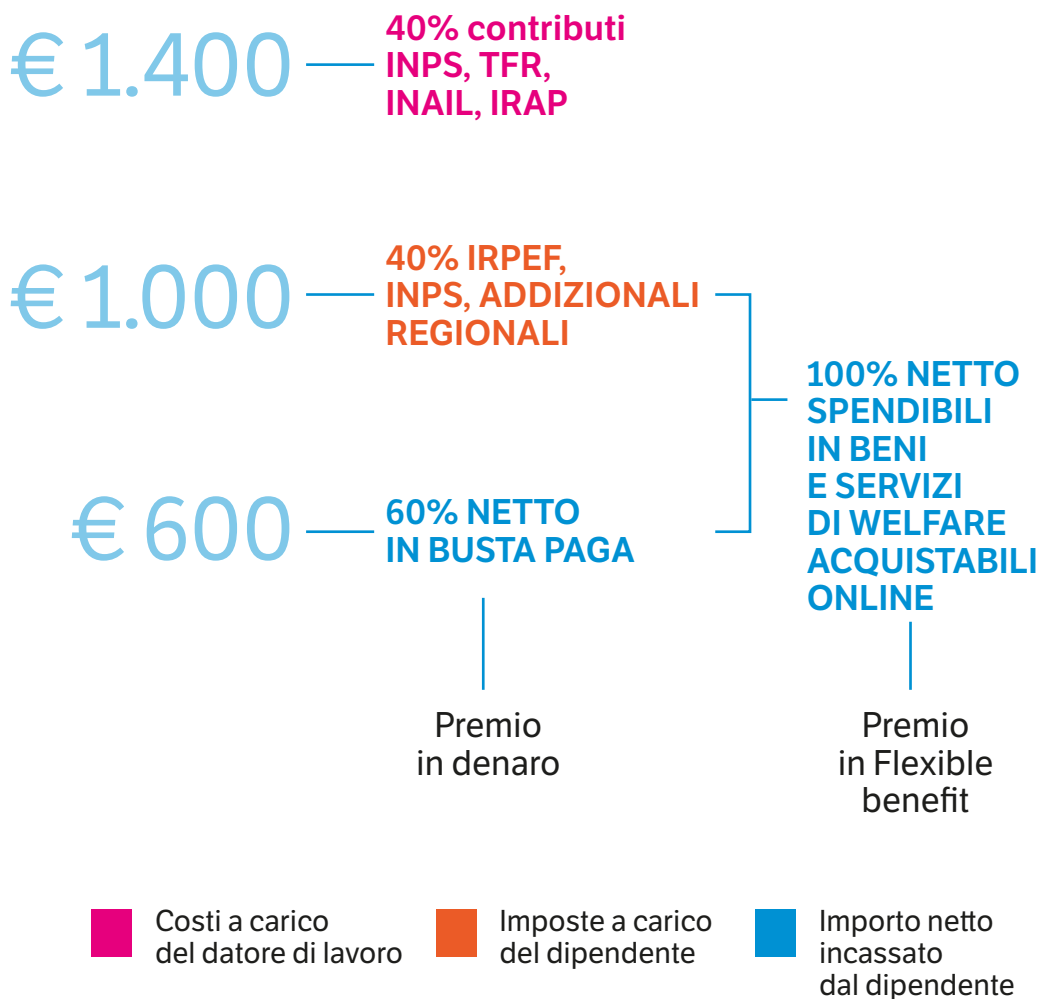 € 1.400
40% contributi
INPS, TFR,
INAIL, IRAP
€ 1.000
40% IRPEF,
INPS, ADDIZIONALI
REGIONALI
€ 600
60% NETTO
IN BUSTA PAGA
100% NETTO
SPENDIBILI
IN BENI
E SERVIZI
DI WELFARE
ACQUISTABILI
ONLINE
Premio
in denaro
Premio
in Flexible
benefit
Costi a carico
del datore di lavoro
Imposte a carico
del dipendente
Importo netto
incassato
dal dipendente